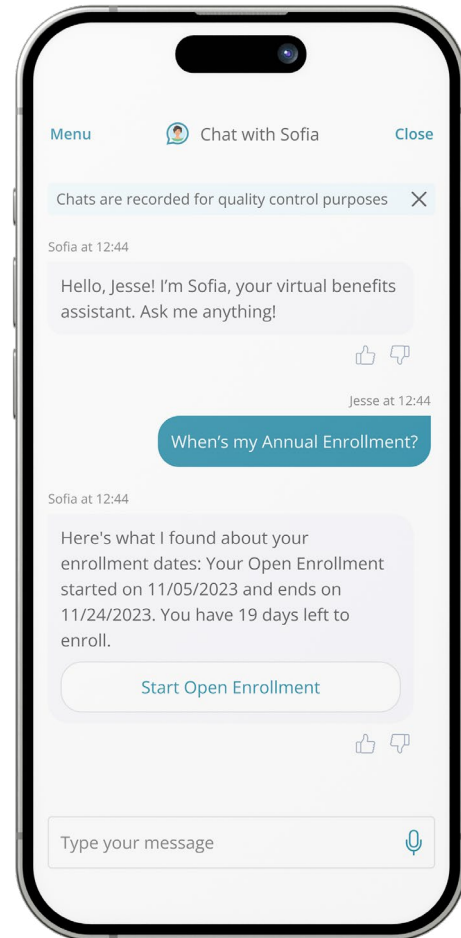 Menu
Chat with Sofia
Close
Chats are recorded for quality control purposes
Sofia at 12:44
Hello, Jesse! I’m Sofia, your virtual benefits
assistant. Ask me anything!
Jesse at 12:44
When’s my Annual Enrollment?
Sofia at 12:44
Here's what I found about your
enrollment dates: Your Open Enrollment
started on 11/05/2023 and ends on
11/24/2023. You have 19 days left to
enroll.
Start Open Enrollment
Type your message